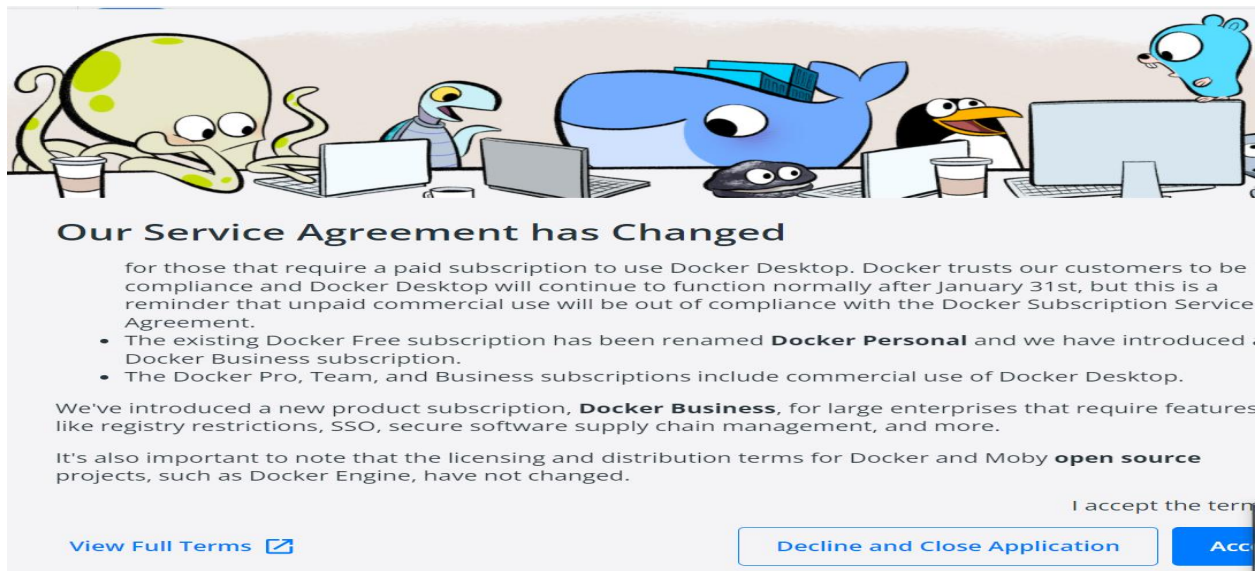 Our Service Agreement has Changed
for those that require a paid subscription to use Docker Desktop. Docker trusts our customers to be
compliance and Docker Desktop will continue to function normally after January 31st, but this is a
reminder that unpaid commercial use will be out of compliance with the Docker Subscription Service
Agreement.
• The existing Docker Free subscription has been renamed Docker Personal and we have introduced
Docker Business subscription.
• The Docker Pro, Team, and Business subscriptions include commercial use of Docker Desktop.
We've introduced a new product subscription, Docker Business, for large enterprises that require features
like registry restrictions, SSO, secure software supply chain management, and more.
It's also important to note that the licensing and distribution terms for Docker and Moby open source
projects, such as Docker Engine, have not changed.
I accept the
View Full Terms
Decline and Close Application